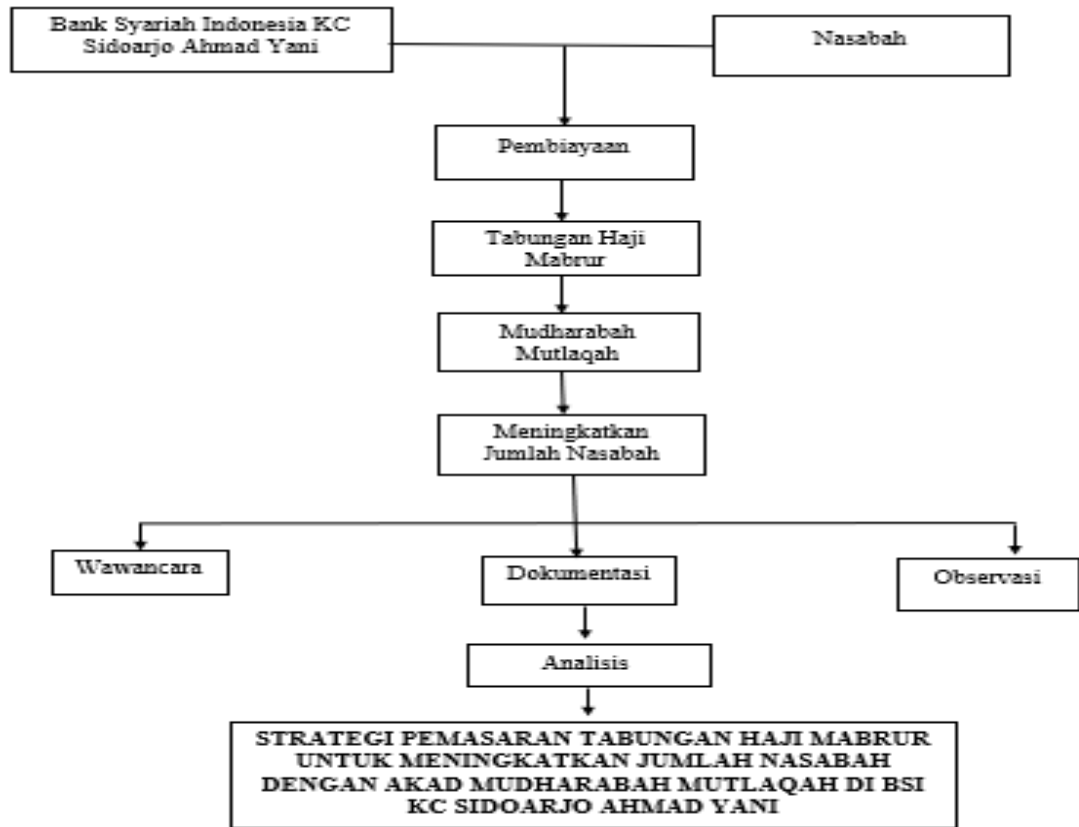 Bank Syariah Indonesia KC
Sidoarjo Ahmad Yani
Nasabah
Pembiayaan
Tabungan Haji
Mabrur
Mudharabah
Mutlaqah
Meningkatkan
Jumlah Nasabah
Wawancara
Dokumentasi
Observasi
Analisis
STRATEGI PEMASARAN TABUNGAN HAJI MABRUR
UNTUK MENINGKATKAN JUMLAH NASABAH
DENGAN AKAD MUDHARABAH MUTLAQAH DI BSI
KC SIDOARJO AHMAD YANI